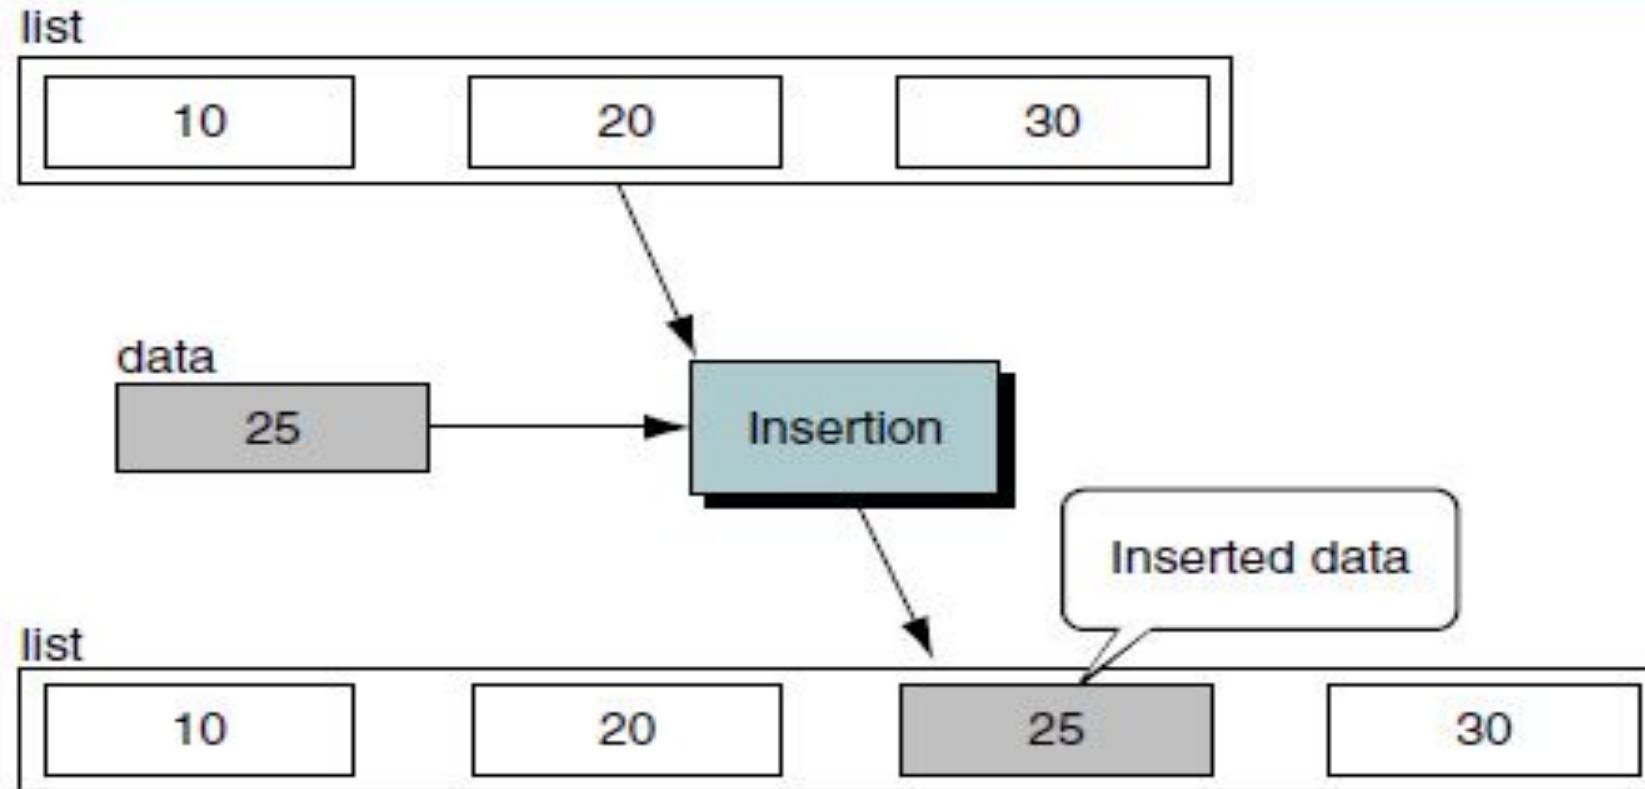 list
10 20 30
data
25
Insertion
Inserted data
list
10 20 25 30